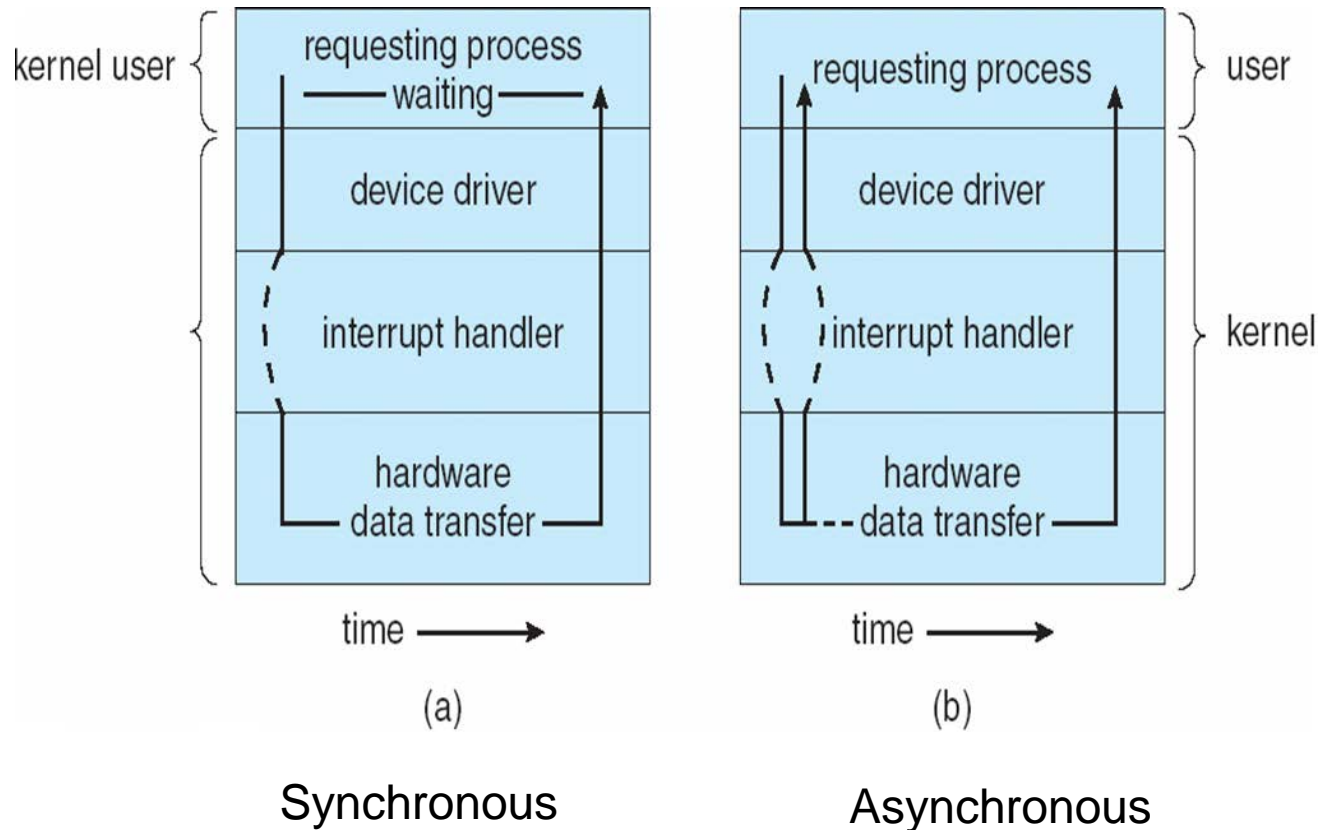 kernel user
requesting process
waiting
device driver
interrupt handler
hardware
data transfer
time
(a)
Synchronous
requesting process
device driver
interrupt handler
hardware
data transfer
user
kernel
time
(b)
Asynchronous